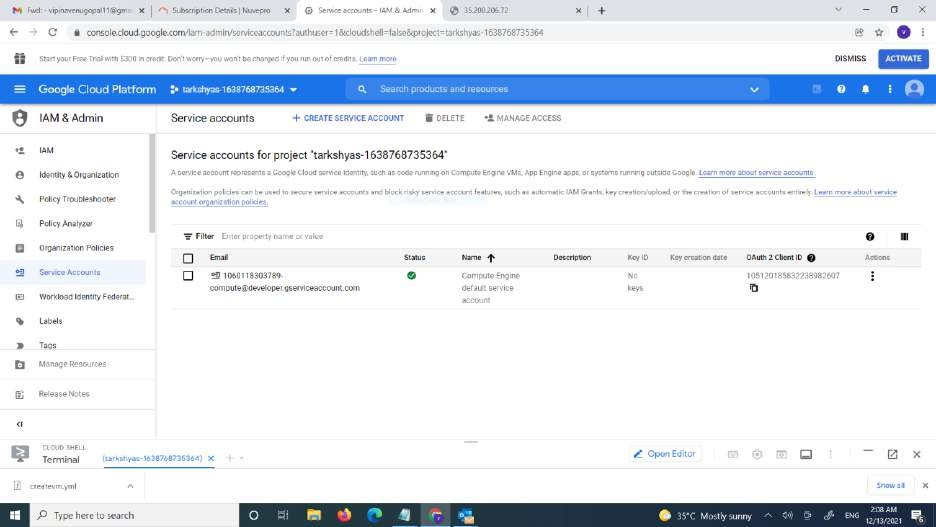 Fwd: - vipinavenugopal11@gma
Subscription Details | Nuvepro
Service accounts – IAM & Admin
35.200.206.72
console.cloud.google.com/iam-admin/serviceaccounts?authuser=1&cloudshell=false&project=tarkshyas-1638768735364
Start your Free Trial with $300 in credit. Don't worry—you won't be charged if you run out of credits. Learn more
DISMISS
ACTIVATE
Google Cloud Platform
tarkshyas-1638768735364
Search products and resources
IAM & Admin
Service accounts
+ CREATE SERVICE ACCOUNT
DELETE
MANAGE ACCESS
IAM
Identity & Organization
Policy Troubleshooter
Policy Analyzer
Organization Policies
Service Accounts
Workload Identity Federat...
Labels
Tags
Manage Resources
Release Notes
Service accounts for project "tarkshyas-1638768735364"
A service account represents a Google Cloud service identity, such as code running on Compute Engine VMs, App Engine apps, or systems running outside Google. Learn more about service accounts.
Organization policies can be used to secure service accounts and block risky service account features, such as automatic IAM Grants, key creation/upload, or the creation of service accounts entirely. Learn more about service
account organization policies.
Filter Enter property name or value
Email Status Name Description Key ID Key creation date OAuth 2 Client ID Actions
1060118303789-
compute@developer.gserviceaccount.com
Compute Engine
default service
account
No
keys
105120185832238982607
CLOUD SHELL
Terminal
(tarkshyas-1638768735364)
Open Editor
createvm.yml
Show all
Type here to search
35°C Mostly sunny
ENG
2:08 AM
12/13/2021
6